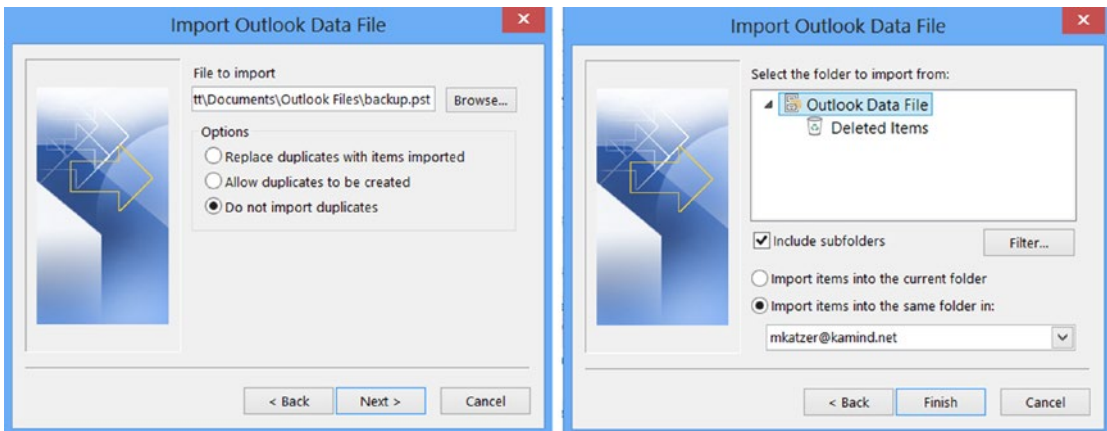 Import Outlook Data File
File to import
tt\Documents\Outlook Files\backup.pst
Browse...
Options
Replace duplicates with items imported
Allow duplicates to be created
Do not import duplicates
< Back
Next >
Cancel
Import Outlook Data File
Select the folder to import from:
Outlook Data File
Deleted Items
Include subfolders
Filter...
Import items into the current folder
Import items into the same folder in:
mkatzer@kamind.net
< Back
Finish
Cancel